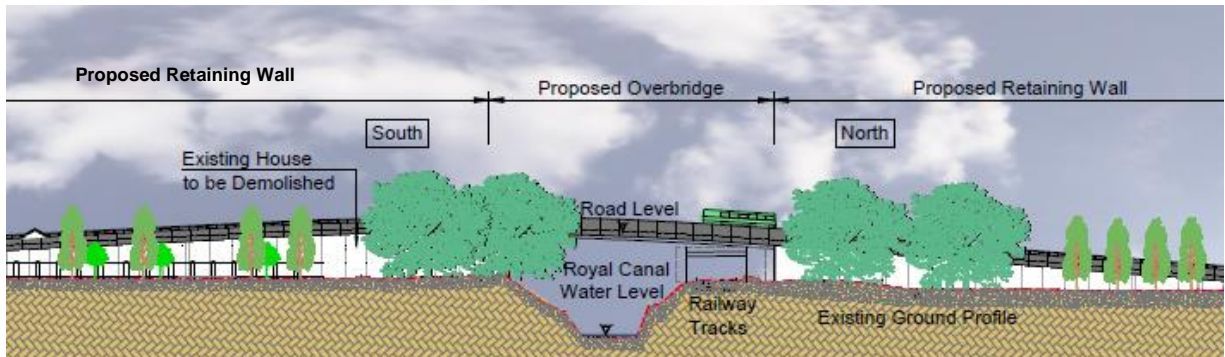 Proposed Retaining Wall
Proposed Overbridge
Proposed Retaining Wall
South
North
Existing House
to be Demolished
Road Level
Royal Canal
Water Level
Railway
Tracks
Existing Ground Profile